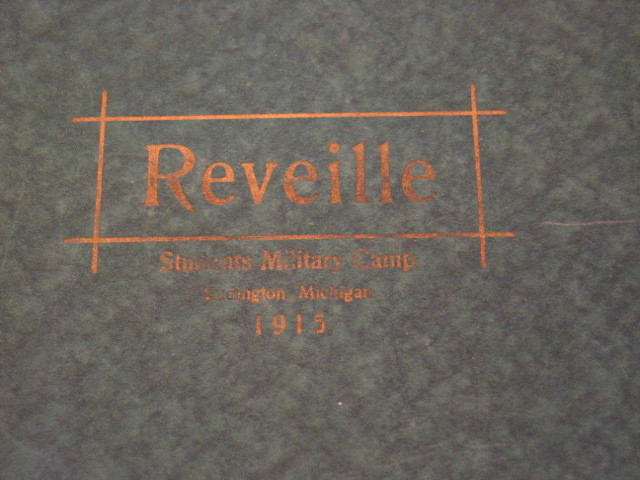 Reveille
Students Military Camp
Ludington, Michigan
1915